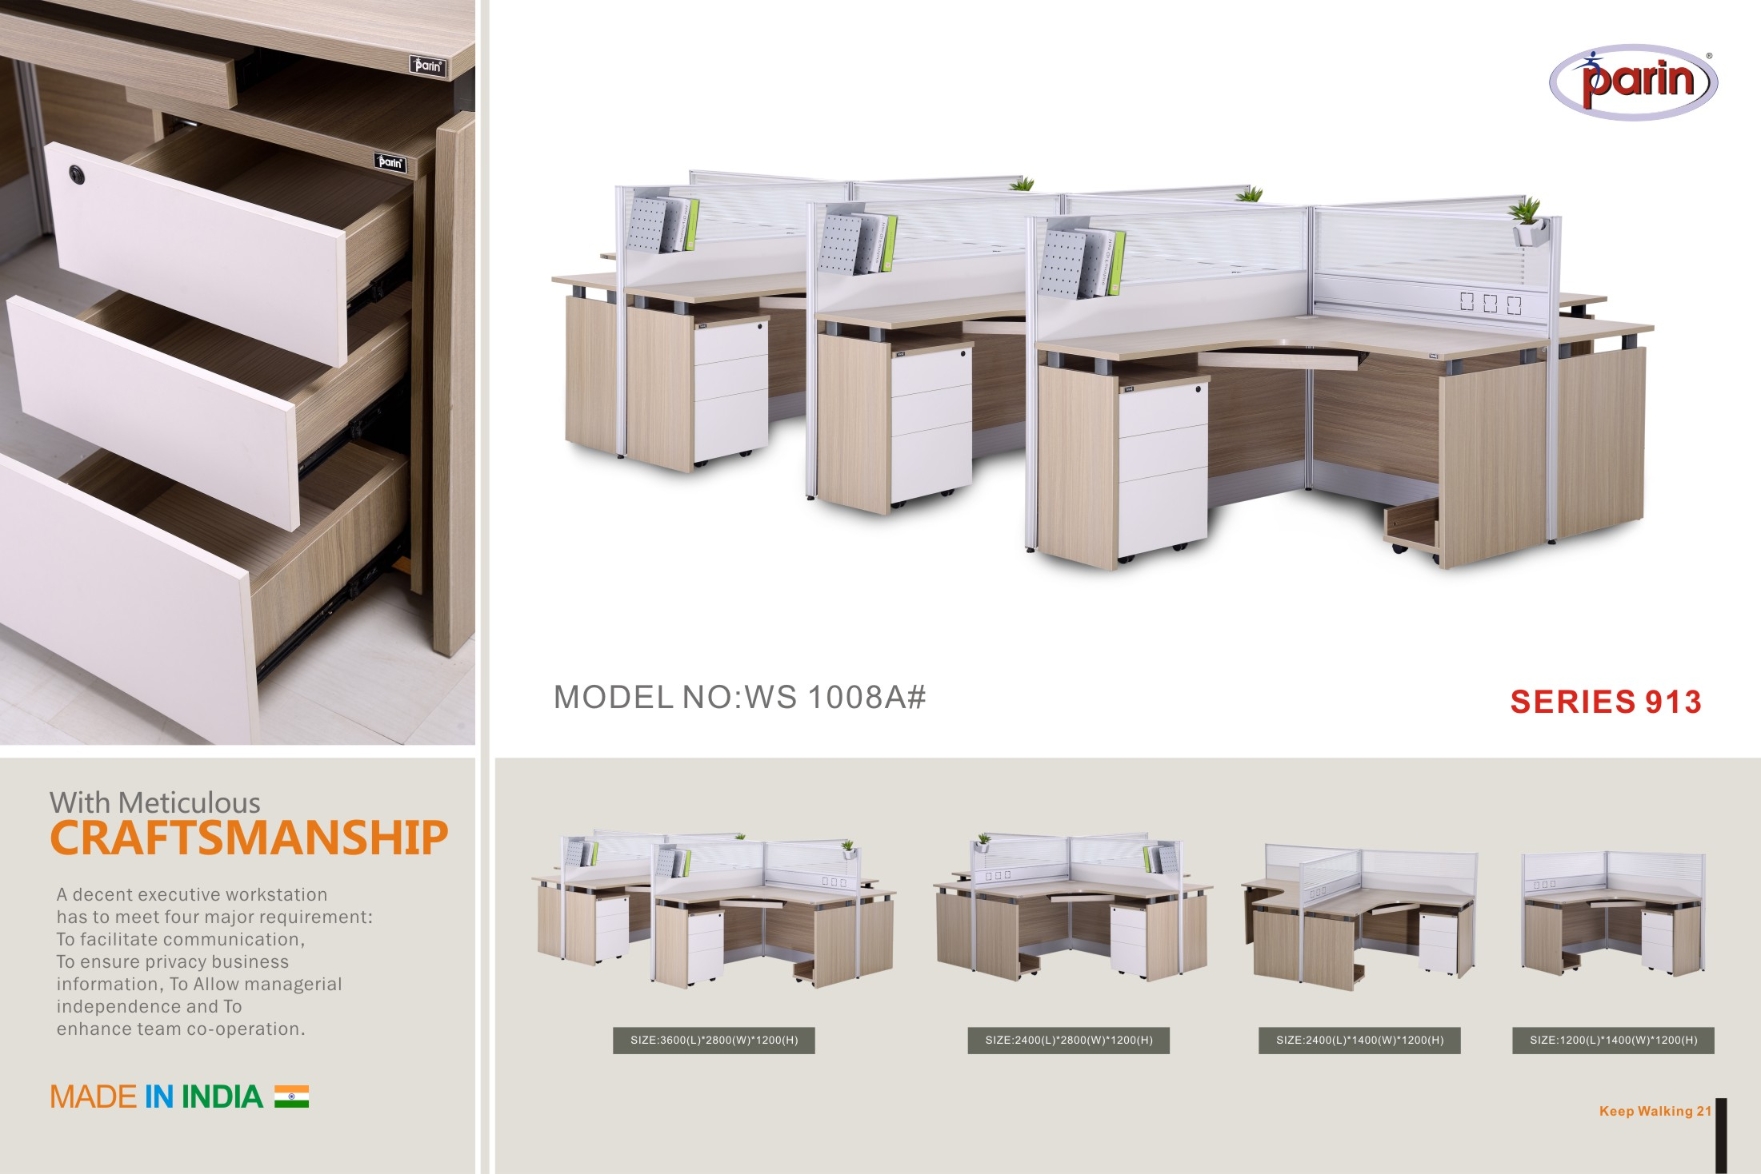 parin
parin
parin®
MODEL NO:WS 1008A#
SERIES 913
With Meticulous
CRAFTSMANSHIP
A decent executive workstation
has to meet four major requirement:
To facilitate communication,
To ensure privacy business
information, To Allow managerial
independence and To
enhance team co-operation.
MADE IN INDIA
SIZE:3600(L)*2800(W)*1200(H)
SIZE:2400(L)*2800(W)*1200(H)
SIZE:2400(L)*1400(W)*1200(H)
SIZE:1200(L)*1400(W)*1200(H)
Keep Walking 21